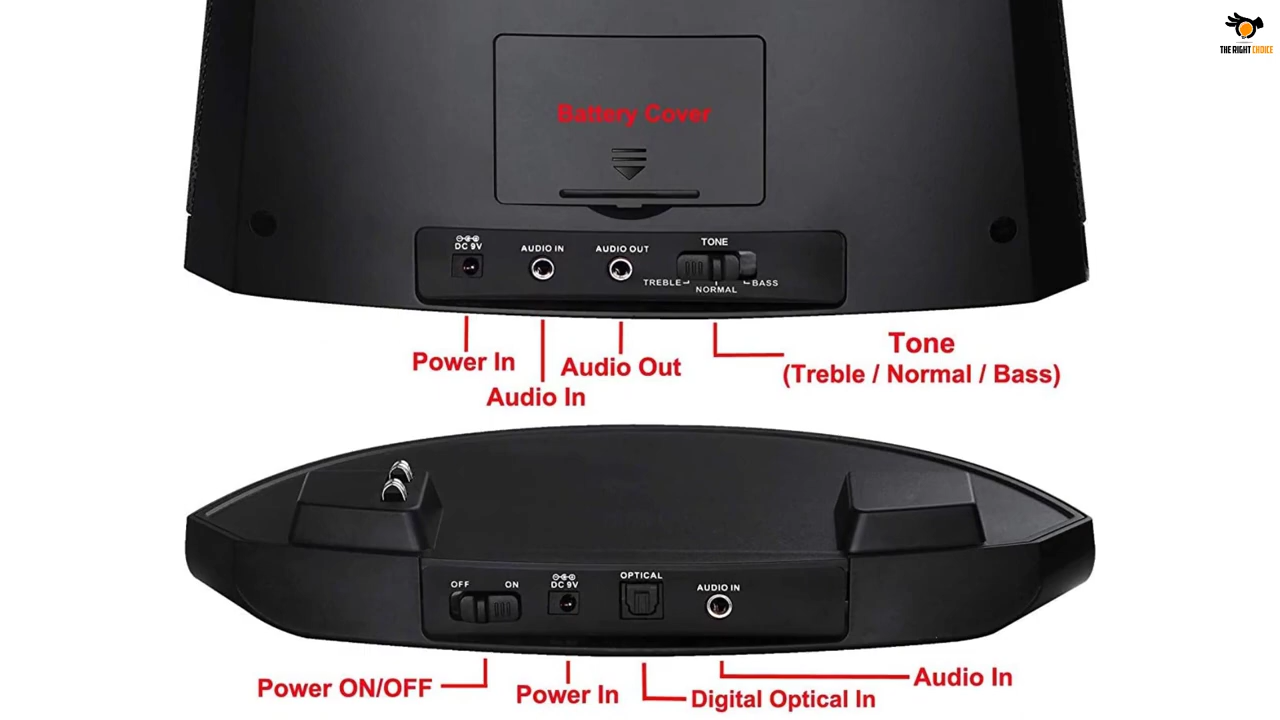 THE RIGHT CHOICE
Battery Cover
DC 9V
AUDIO IN
AUDIO OUT
TONE
TREBLE
NORMAL
BASS
Power In
Audio In
Audio Out
Tone
(Treble / Normal / Bass)
OFF
ON
DC 9V
OPTICAL
AUDIO IN
Power ON/OFF
Power In
Digital Optical In
Audio In